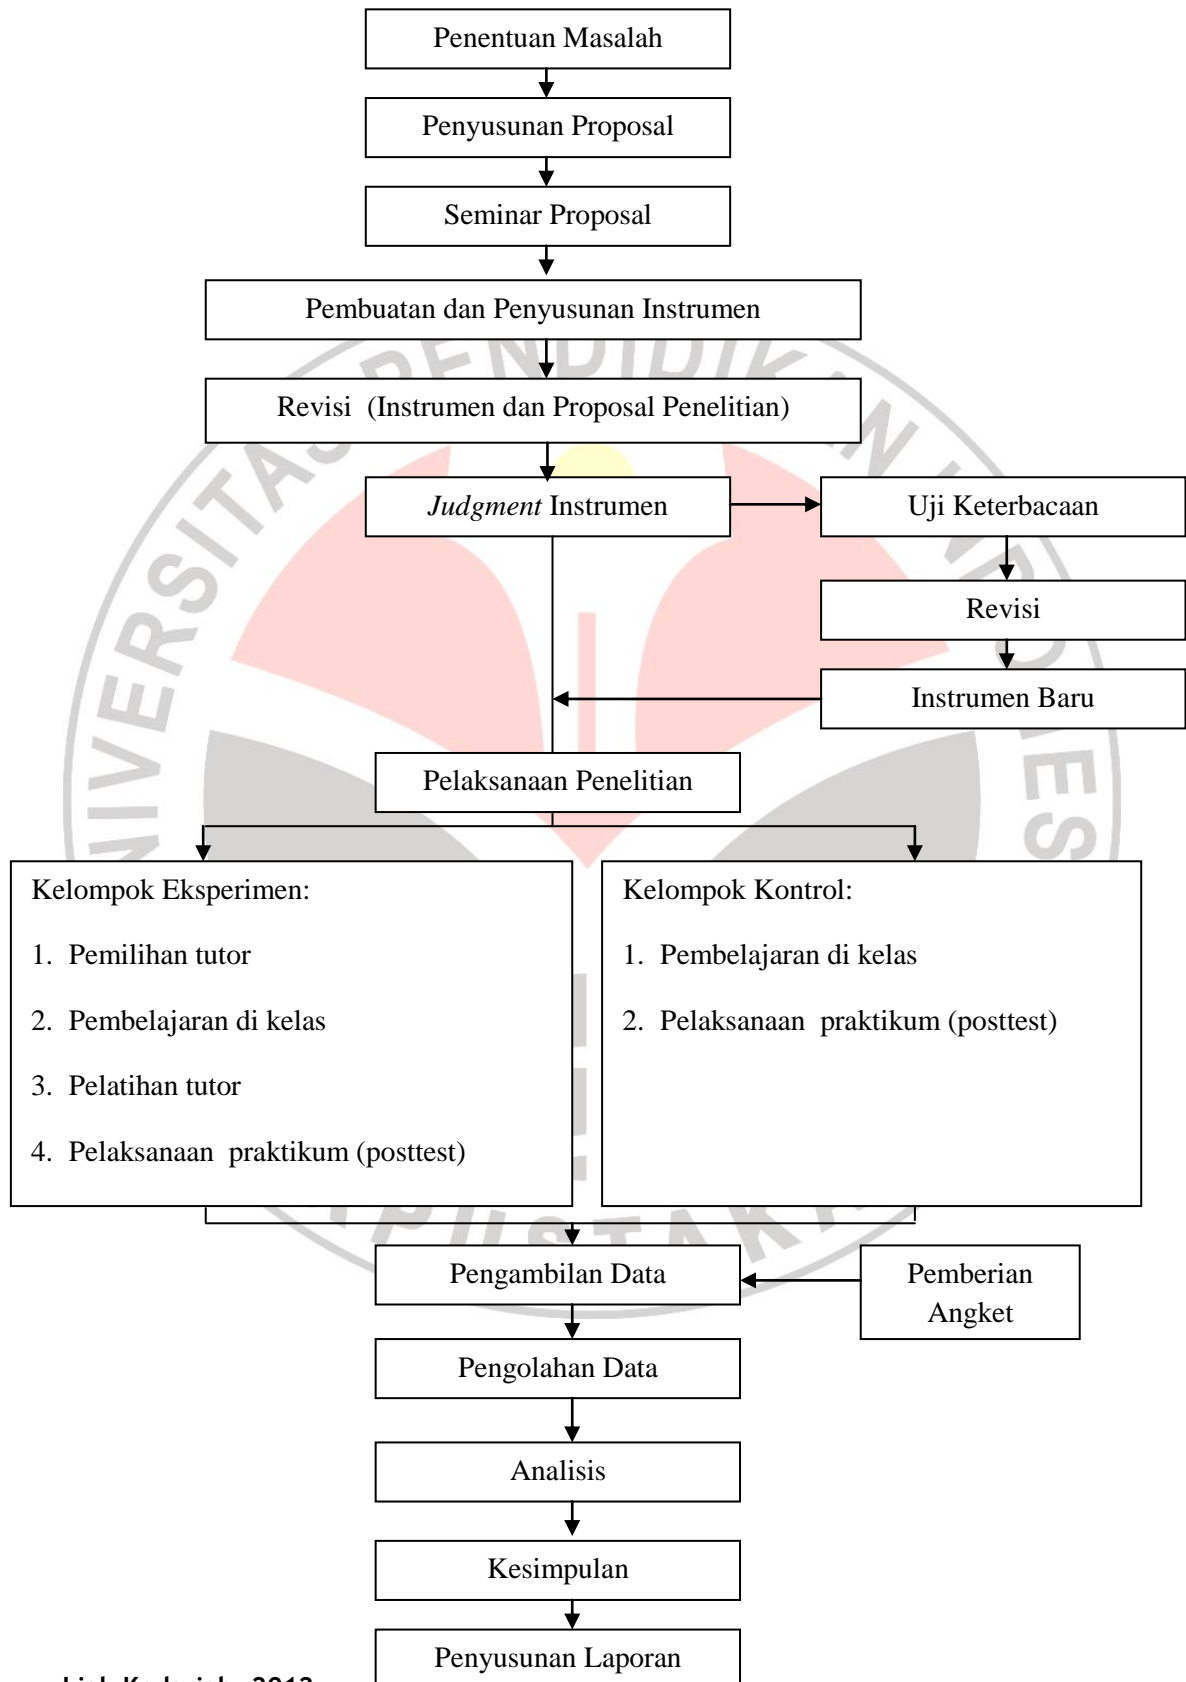 Penentuan Masalah
Penyusunan Proposal
Seminar Proposal
Pembuatan dan Penyusunan Instrumen
Revisi (Instrumen dan Proposal Penelitian)
Judgment Instrumen
Uji Keterbacaan
Revisi
Instrumen Baru
Pelaksanaan Penelitian
Kelompok Eksperimen:
1. Pemilihan tutor
2. Pembelajaran di kelas
3. Pelatihan tutor
4. Pelaksanaan praktikum (posttest)
Kelompok Kontrol:
1. Pembelajaran di kelas
2. Pelaksanaan praktikum (posttest)
Pengambilan Data
Pemberian
Angket
Pengolahan Data
Analisis
Kesimpulan
Penyusunan Laporan